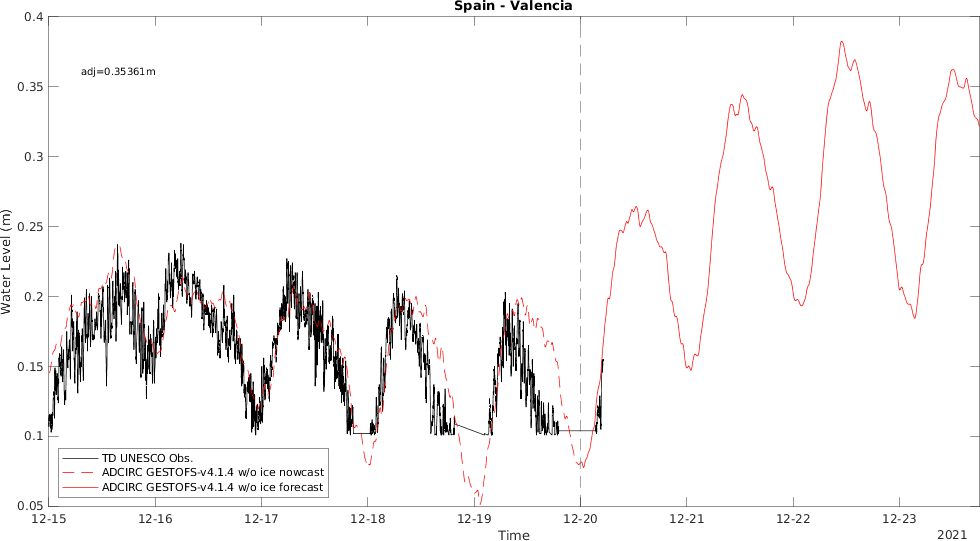 Spain - Valencia
0.4
adj=0.35361m
0.35
0.3
0.25
Water Level (m)
0.2
0.15
0.1
TD UNESCO Obs.
ADCIRC GESTOFS-v4.1.4 w/o ice nowcast
ADCIRC GESTOFS-v4.1.4 w/o ice forecast
0.05
12-15 12-16 12-17 12-18 12-19 12-20 12-21 12-22 12-23
Time
2021